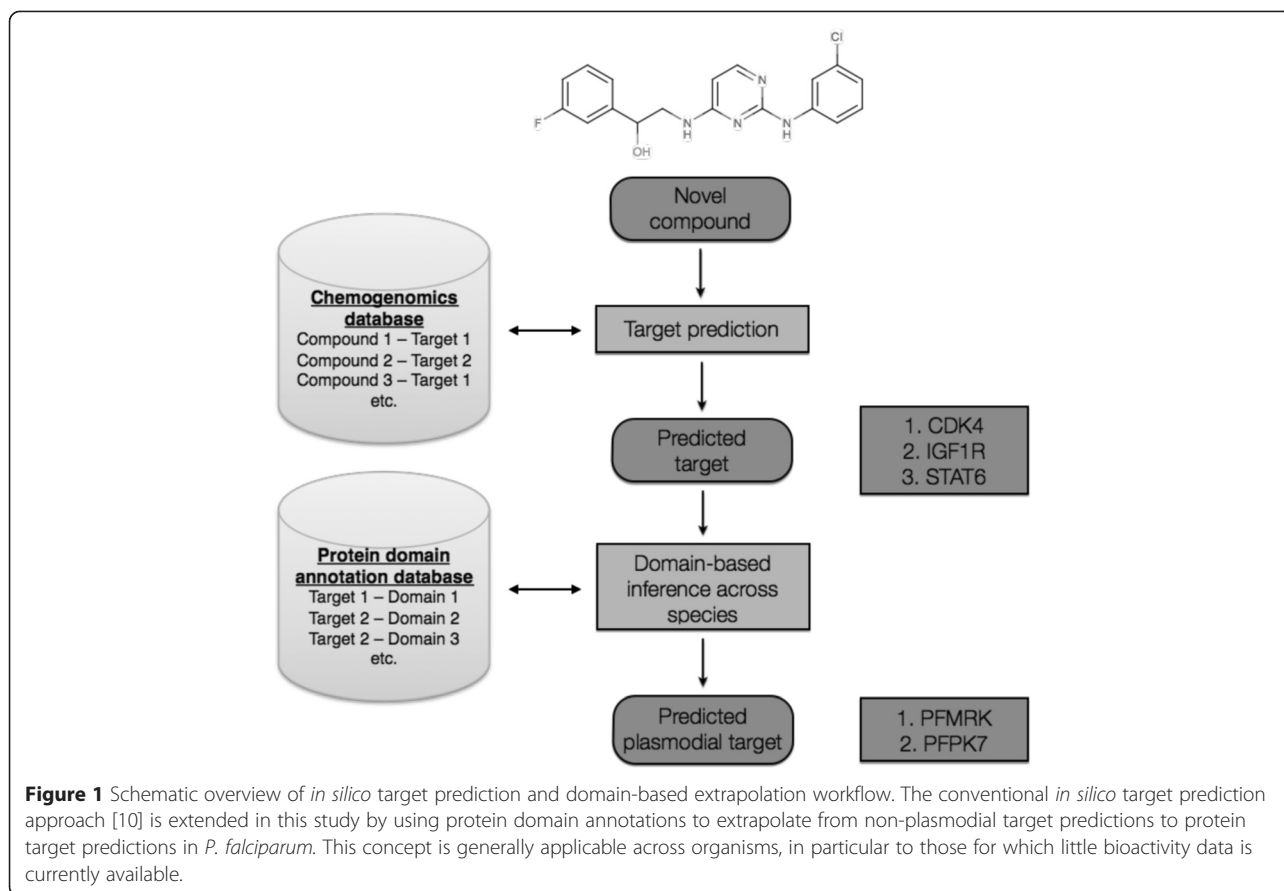 Cl
F
OH
N
H
N
N
N
H
Novel
compound
Chemogenomics
database
Compound 1 – Target 1
Compound 2 – Target 2
Compound 3 – Target 1
etc.
Target prediction
Predicted
target
1. CDK4
2. IGF1R
3. STAT6
Protein domain
annotation database
Target 1 – Domain 1
Target 2 – Domain 2
Target 2 – Domain 3
etc.
Domain-based
inference across
species
Predicted
plasmodial target
1. PFMRK
2. PFPK7
Figure 1 Schematic overview of in silico target prediction and domain-based extrapolation workflow. The conventional in silico target prediction
approach [10] is extended in this study by using protein domain annotations to extrapolate from non-plasmodial target predictions to protein
target predictions in P. falciparum. This concept is generally applicable across organisms, in particular to those for which little bioactivity data is
currently available.